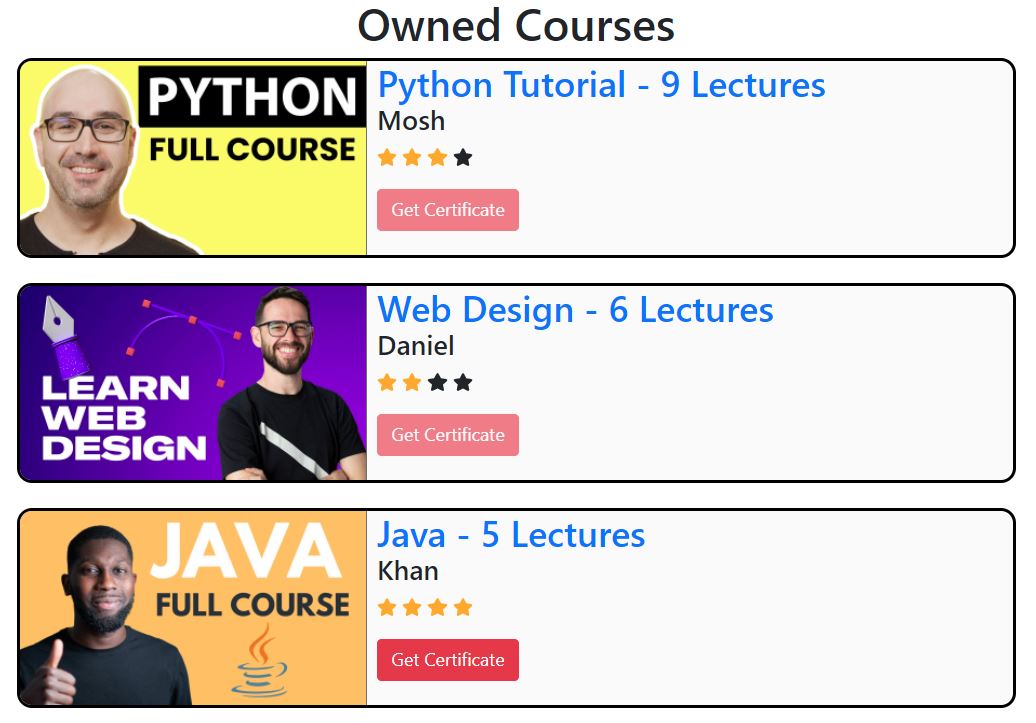 Owned Courses
PYTHON
FULL COURSE
Python Tutorial - 9 Lectures
Mosh
Get Certificate
LEARN
WEB
DESIGN
Web Design - 6 Lectures
Daniel
Get Certificate
JAVA
FULL COURSE
Java - 5 Lectures
Khan
Get Certificate